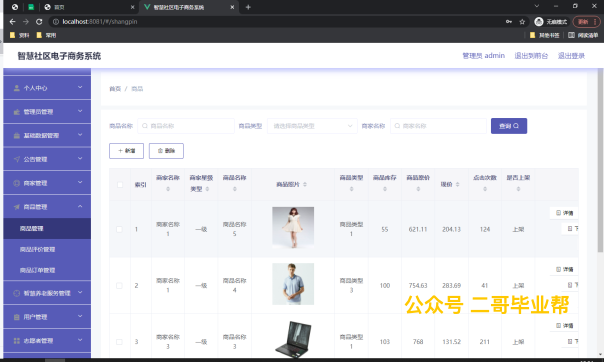 首页
智慧社区电子商务系统
localhost:8081/#/shangpin
无痕模式
更新
资料
常用
其他书签
阅读清单
智慧社区电子商务系统
管理员 admin
退出到前台
退出登录
个人中心
管理员管理
基础数据管理
公告管理
商家管理
商品管理
商品管理
商品评价管理
商品订单管理
智慧养老服务管理
用户管理
志愿者管理
首页 / 商品
商品名称 商品名称 商品类型 请选择商品类型 商家名称 商家名称 查询
+ 新增 删除
索引 商家名称 商家星级类型 商品名称 商品照片 商品类型 商品库存 商品原价 现价 点击次数 是否上架
1 商家名称1 一级 商品名称5 商品类型1 55 621.11 204.13 124 上架 详情
2 商家名称1 一级 商品名称4 商品类型3 100 754.63 283.69 41 上架 详情
3 商家名称1 一级 商品名称3 商品类型1 103 768 131.52 211 上架 详情
公众号 二哥毕业帮